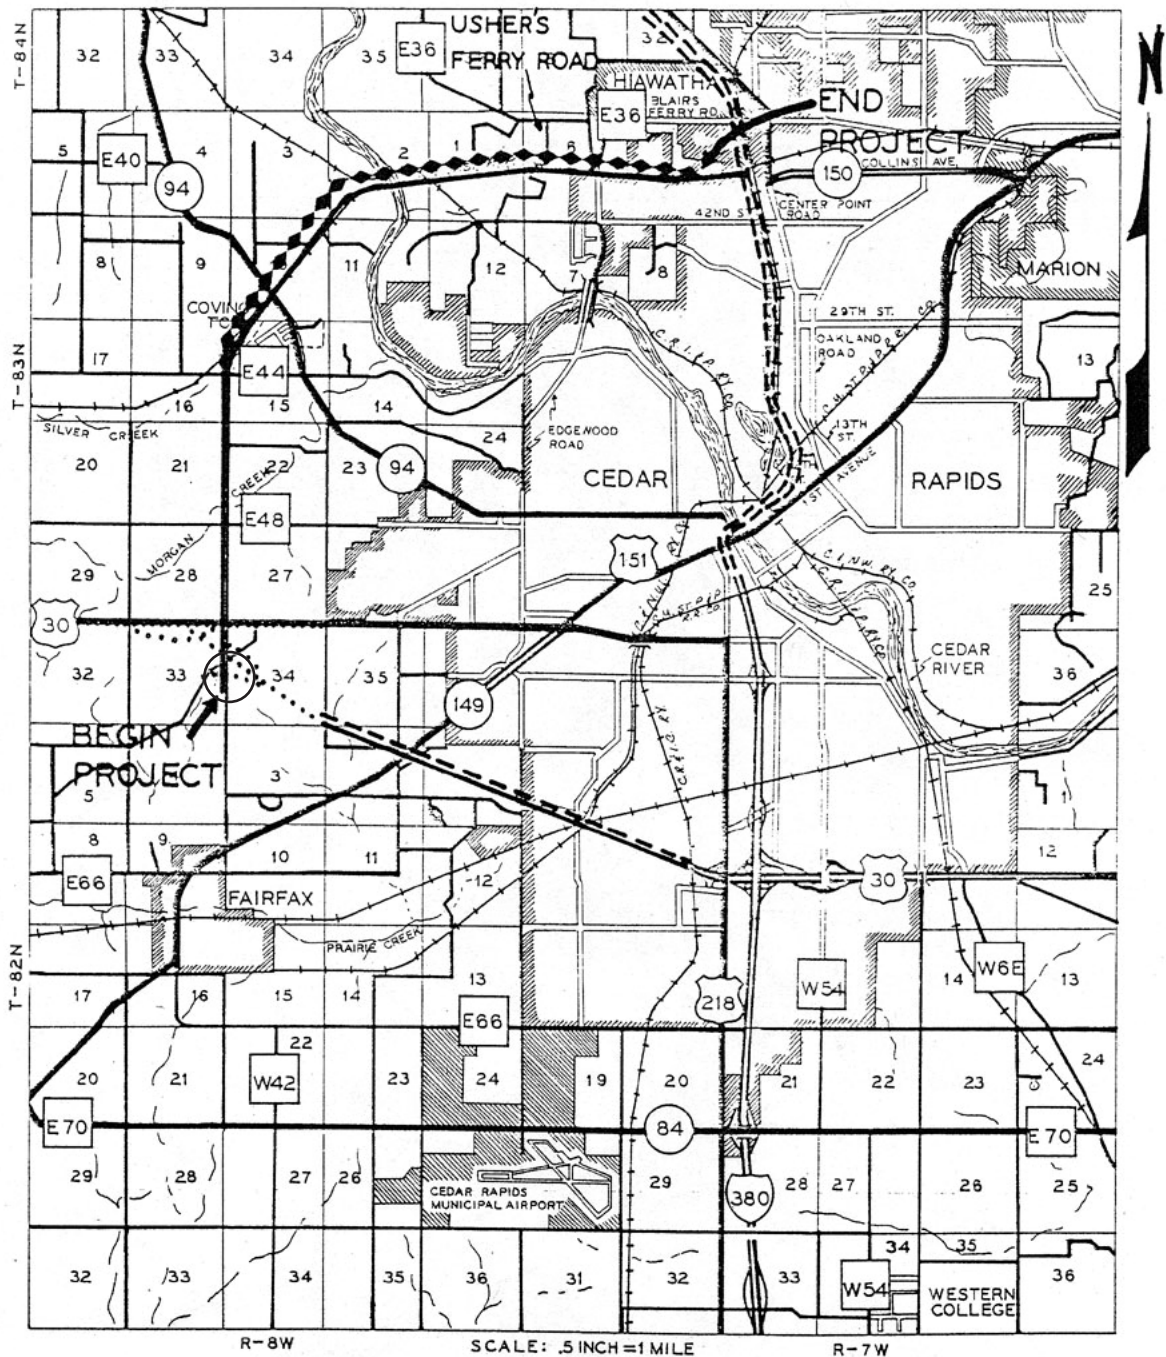 T-84N
32
33
34
35
E36
USHER'S
FERRY ROAD
32
HIAWATHA
BLAIRS
FERRY RD.
E36
END
PROJECT
N
5
E40
4
3
2
1
6
94
150
COLLINS AVE.
CENTER POINT
ROAD
42ND S
8
9
11
12
7
8
MARION
COVING
TO
29TH ST.
OAKLAND
ROAD
C.R.I.&P. RY CO.
T-83N
17
E44
13
16
15
14
SILVER CREEK
24
EDGEWOOD
ROAD
13TH
ST.
1ST AVENUE
20
21
22
23
94
CEDAR
RAPIDS
MORGAN CREEK
E48
151
29
28
27
C.&N.W. RY. CO.
25
30
CEDAR
RIVER
32
33
34
35
36
149
BEGIN
PROJECT
5
3
1
8
9
10
11
12
12
E66
30
FAIRFAX
PRAIRIE CREEK
T-82N
13
14
W6E
13
17
16
15
14
218
W54
E66
22
20
21
W42
23
24
19
20
21
22
23
24
E70
84
E70
29
28
27
26
CEDAR RAPIDS
MUNICIPAL AIRPORT
29
380
28
27
26
25
34
35
32
33
34
35
36
31
32
33
W54
36
WESTERN
COLLEGE
R-8W
SCALE: .5 INCH = 1 MILE
R-7W